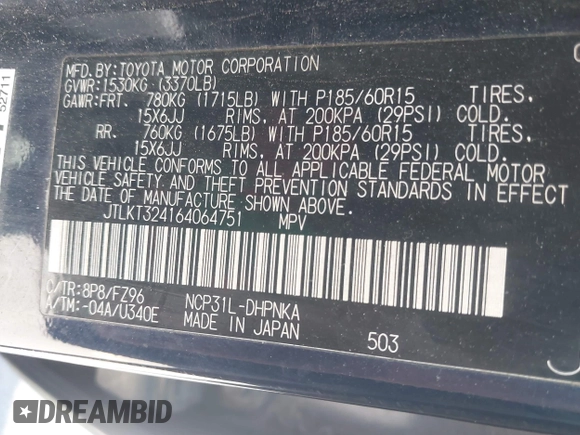 52711
MFD.BY:TOYOTA MOTOR CORPORATION
GVWR:1530KG (3370LB)
GAWR:FRT. 780KG (1715LB) WITH P185/60R15 TIRES,
15X6JJ RIMS, AT 200KPA (29PSI) COLD.
RR. 760KG (1675LB) WITH P185/60R15 TIRES,
15X6JJ RIMS, AT 200KPA (29PSI) COLD.
THIS VEHICLE CONFORMS TO ALL APPLICABLE FEDERAL MOTOR
VEHICLE SAFETY AND THEFT PREVENTION STANDARDS IN EFFECT
ON THE DATE OF MANUFACTURE SHOWN ABOVE.
JTLKT324164064751 MPV
C/TR:8P8/FZ96 NCP31L-DHPNKA
A/TM:-04A/U340E MADE IN JAPAN 503
DREAMBID